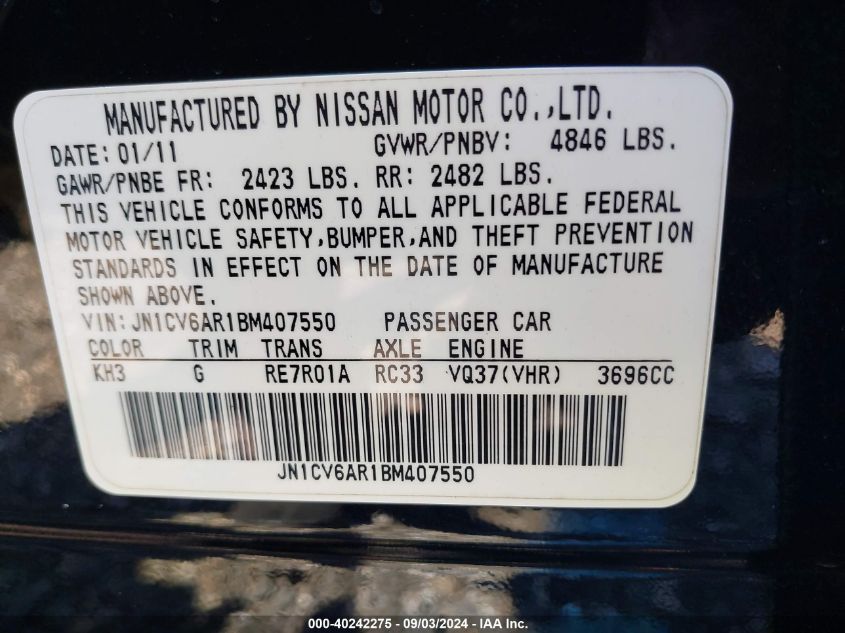 MANUFACTURED BY NISSAN MOTOR CO.,LTD.
DATE: 01/11 GVWR/PNBV: 4846 LBS.
GAWR/PNBE FR: 2423 LBS. RR: 2482 LBS.
THIS VEHICLE CONFORMS TO ALL APPLICABLE FEDERAL
MOTOR VEHICLE SAFETY,BUMPER,AND THEFT PREVENTION
STANDARDS IN EFFECT ON THE DATE OF MANUFACTURE
SHOWN ABOVE.
VIN:JN1CV6AR1BM407550 PASSENGER CAR
COLOR TRIM TRANS AXLE ENGINE
KH3 G RE7R01A RC33 VQ37(VHR) 3696CC
JN1CV6AR1BM407550
000-40242275 - 09/03/2024 - IAA Inc.